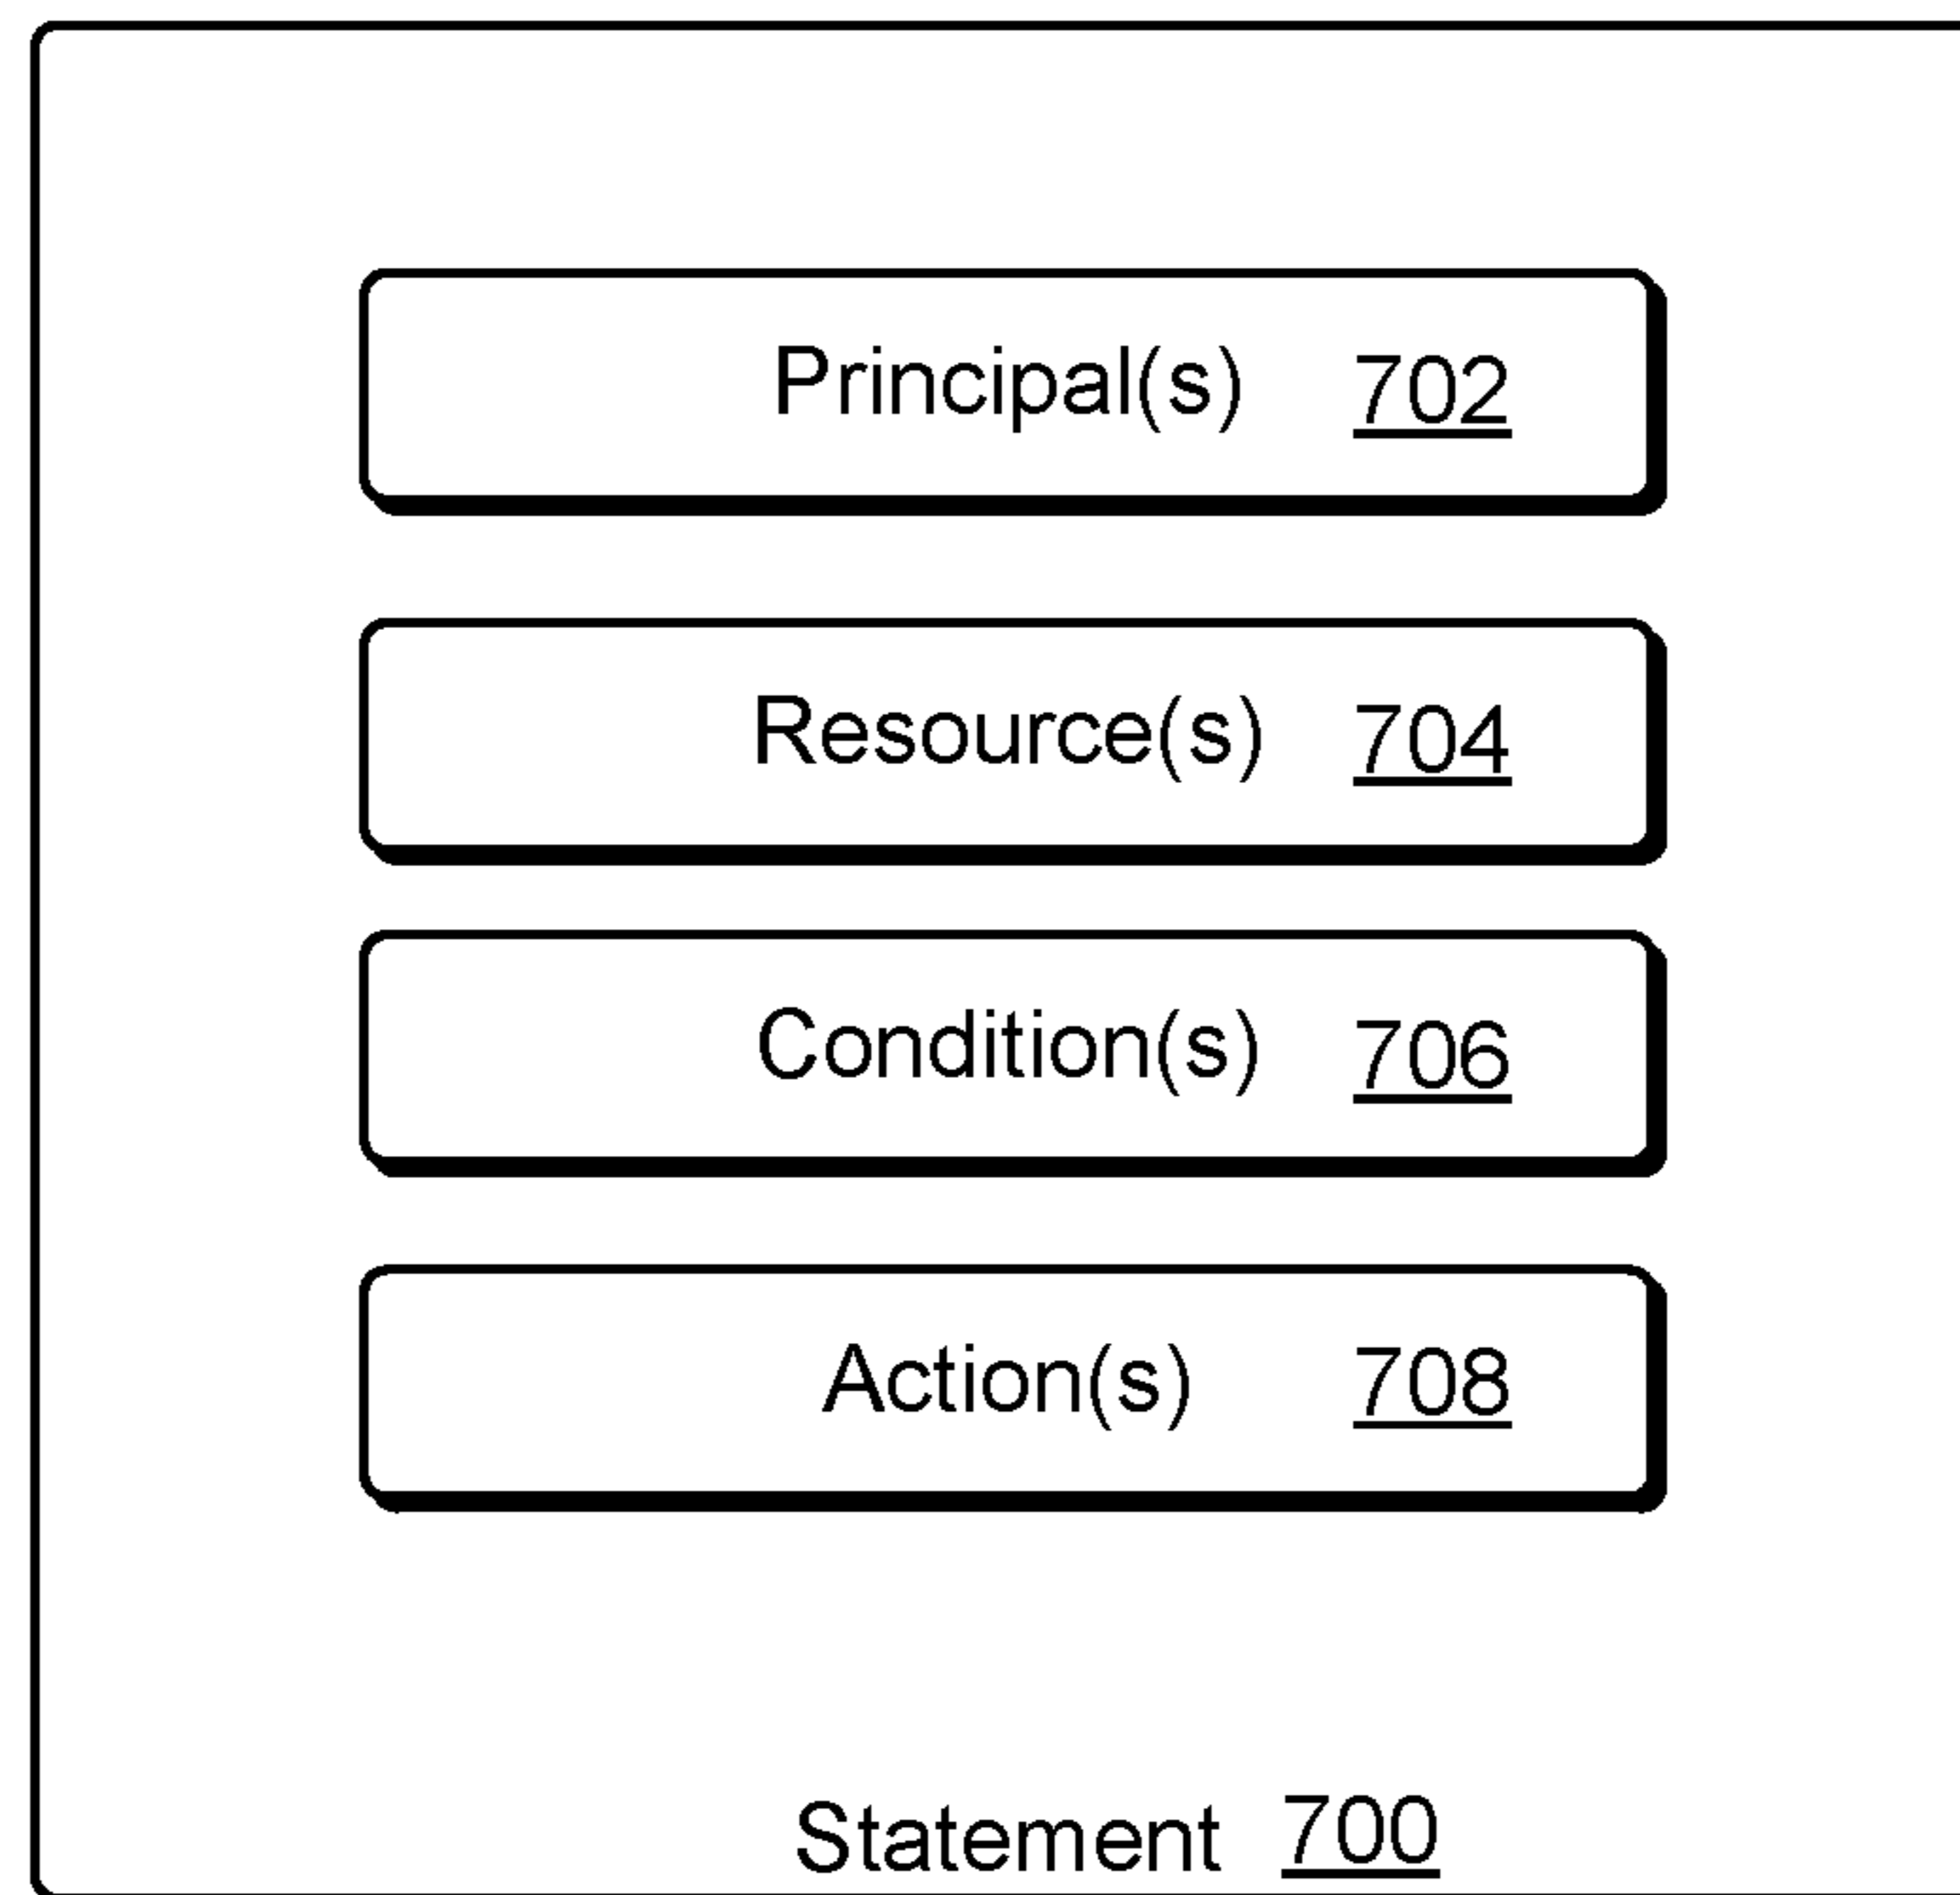 Principal(s) 702
Resource(s) 704
Condition(s) 706
Action(s) 708
Statement 700